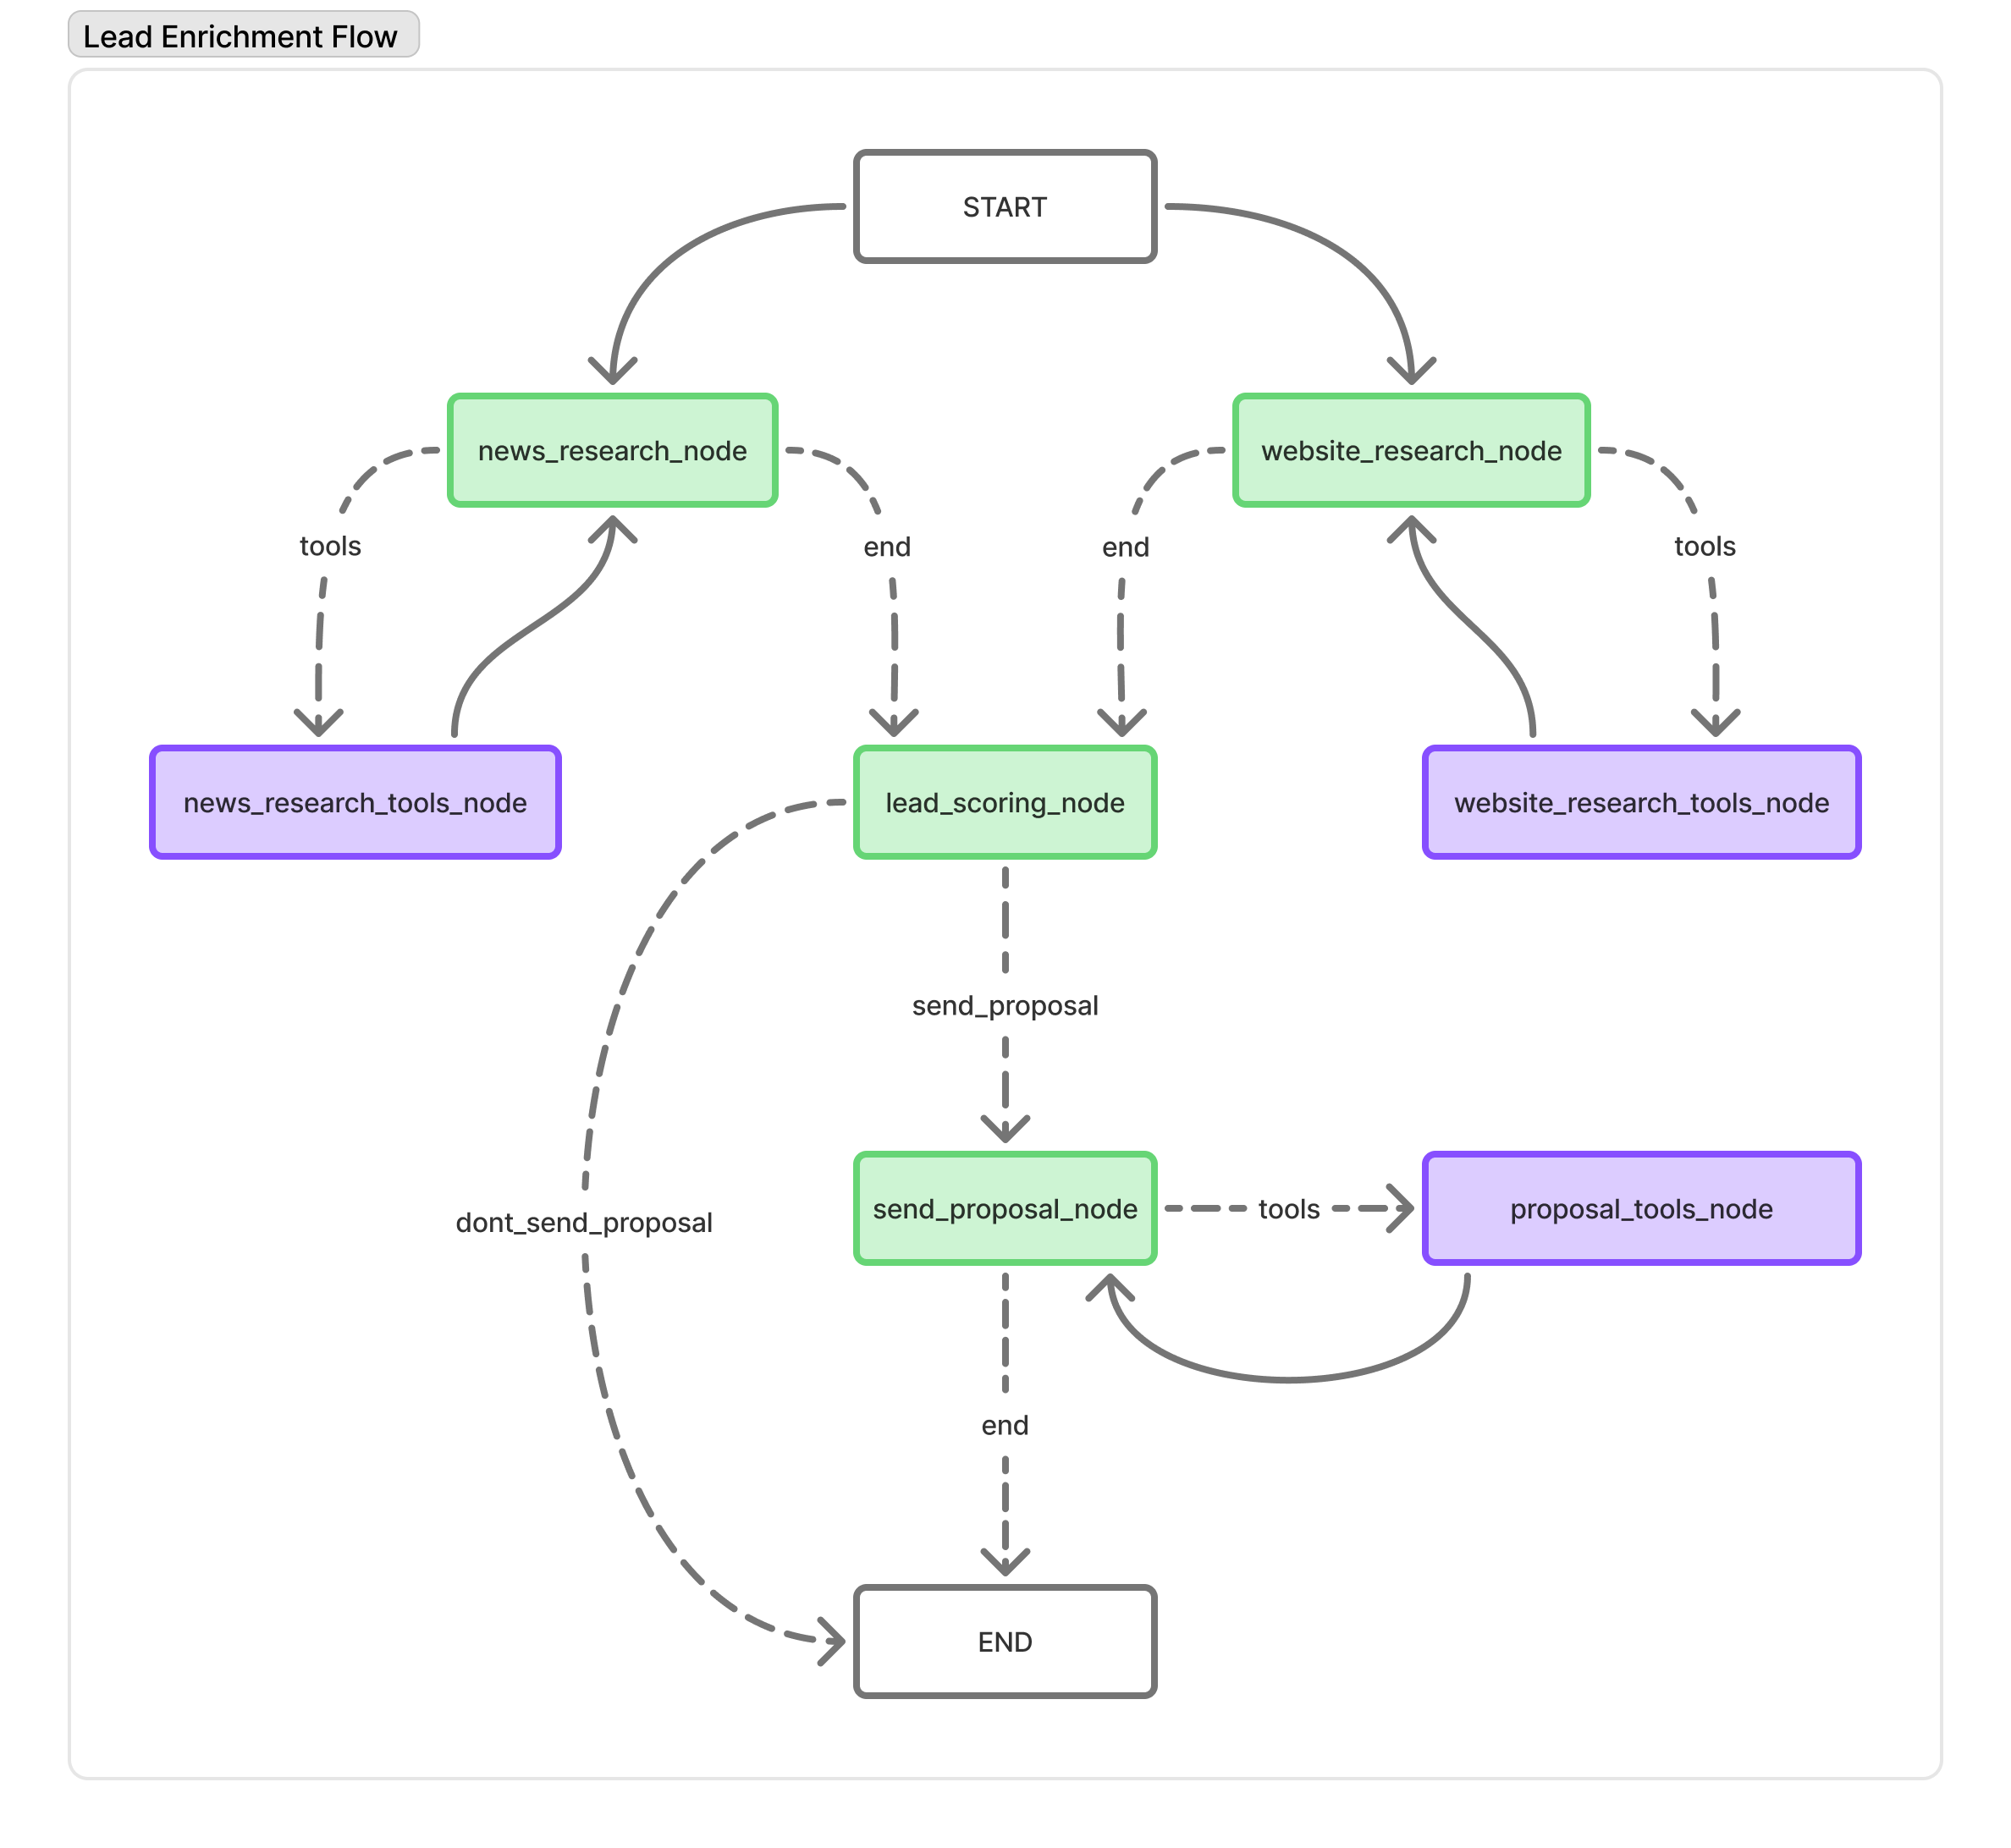 Lead Enrichment Flow
START
news_research_node
website_research_node
tools
end
end
tools
news_research_tools_node
lead_scoring_node
website_research_tools_node
send_proposal
send_proposal_node
tools
proposal_tools_node
dont_send_proposal
end
END